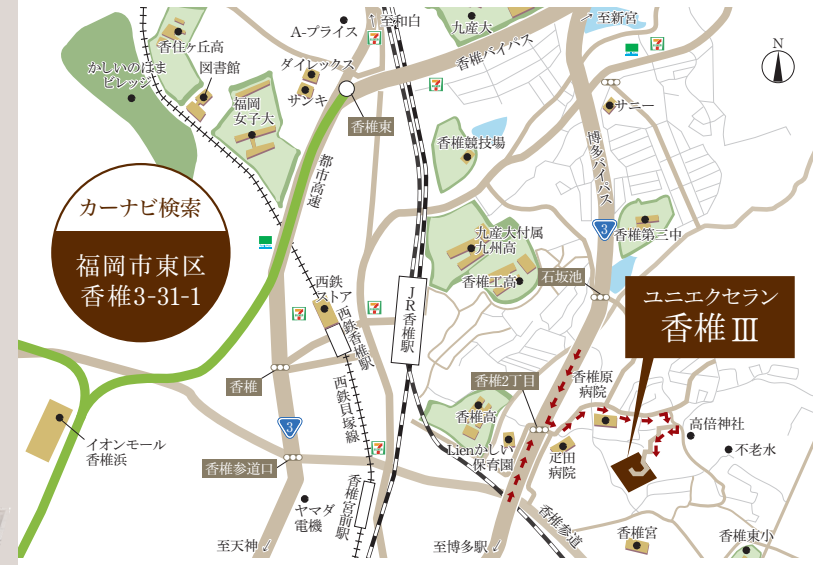 A-プライス
↑至和白
九産大
↗至新宮
香椎バイパス
香住ヶ丘高
かしいのはま
ビレッジ
図書館
ダイレックス
サンキ
福岡
女子大
香椎東
サニー
N
博多バイパス
香椎競技場
都市高速
カーナビ検索
福岡市東区
香椎3-31-1
九産大付属
九州高
香椎工高
3
香椎第三中
石坂池
西鉄
ストア
西鉄香椎駅
JR香椎駅
ユニエクセラン
香椎Ⅲ
香椎
西鉄貝塚線
香椎2丁目
香椎原
病院
3
香椎高
高倍神社
不老水
イオンモール
香椎浜
香椎参道口
Lienかしい
保育園
疋田
病院
ヤマダ
電機
香椎宮前駅
香椎参道
香椎宮
香椎東小
至天神↙
至博多駅↙